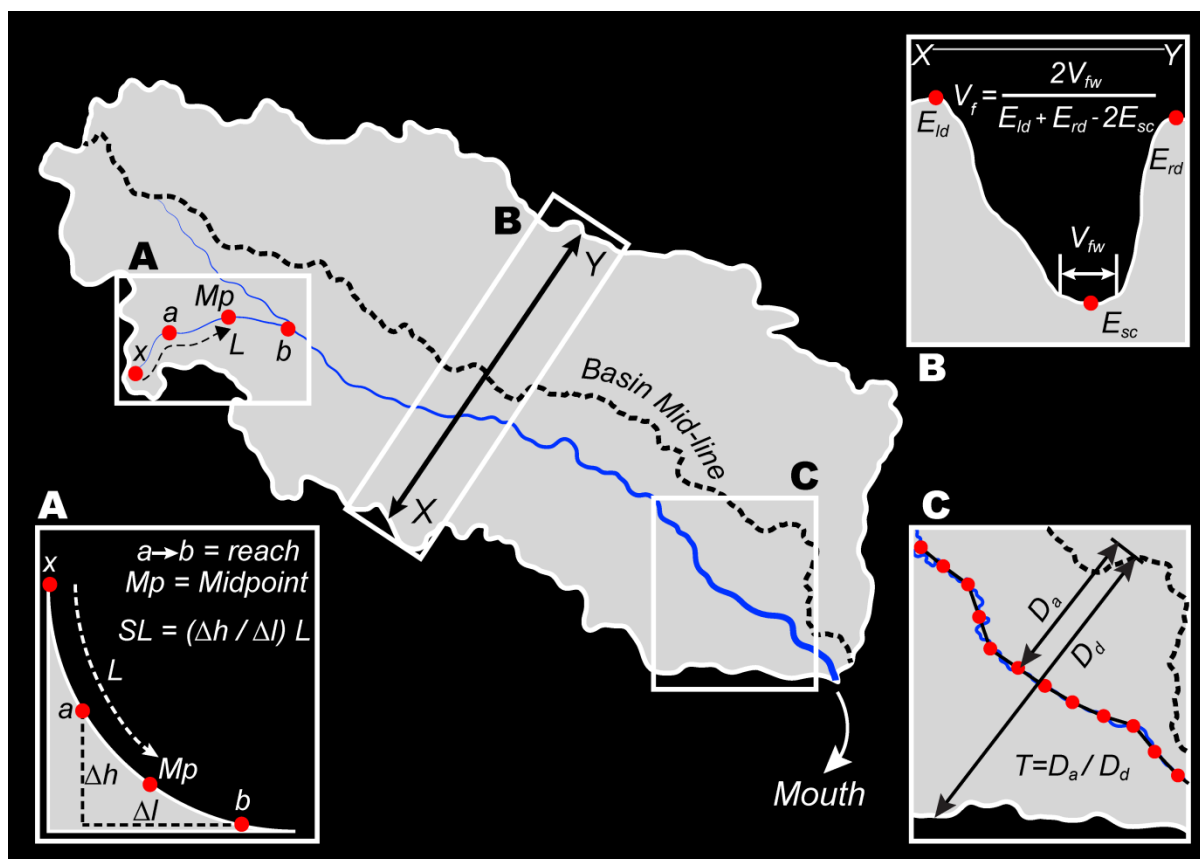 X Y
V_f = 2V_fw / (E_ld + E_rd - 2E_sc)
E_ld
E_rd
V_fw
E_sc
B
B
Y
X
A
Mp
a
L
b
x
Basin Mid-line
C
A
a→b = reach
Mp = Midpoint
SL = (Δh / Δl) L
x
L
a
Mp
Δh
Δl
b
Mouth
C
D_a
D_d
T=D_a / D_d